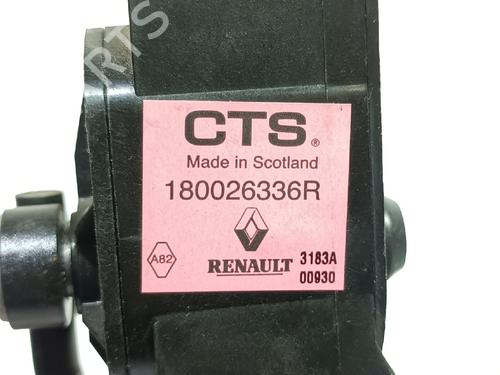 CTS®
Made in Scotland
180026336R
A82
RENAULT
3183A
00930